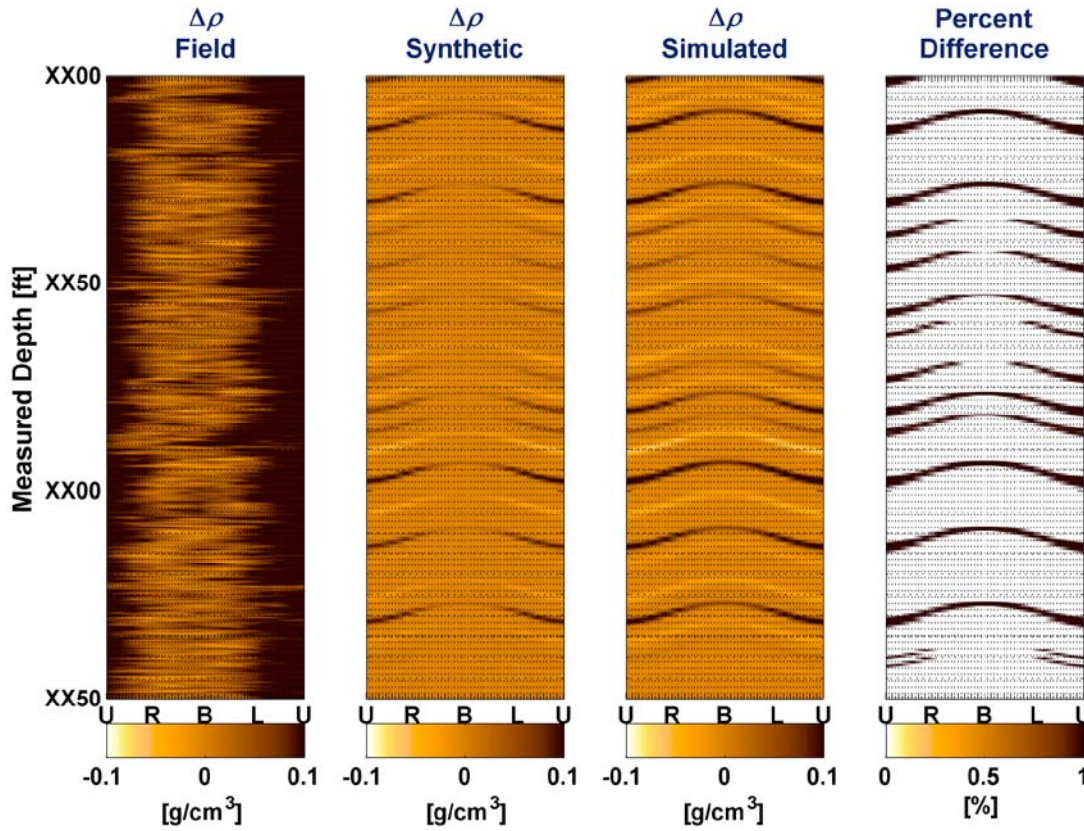 Δρ Δρ Δρ Percent
Field Synthetic Simulated Difference
XX00
XX50
XX00
XX50
Measured Depth [ft]
U R B L U U R B L U U R B L U U R B L U
-0.1 0 0.1 -0.1 0 0.1 -0.1 0 0.1 0 0.5 1
[g/cm³] [g/cm³] [g/cm³] [%]